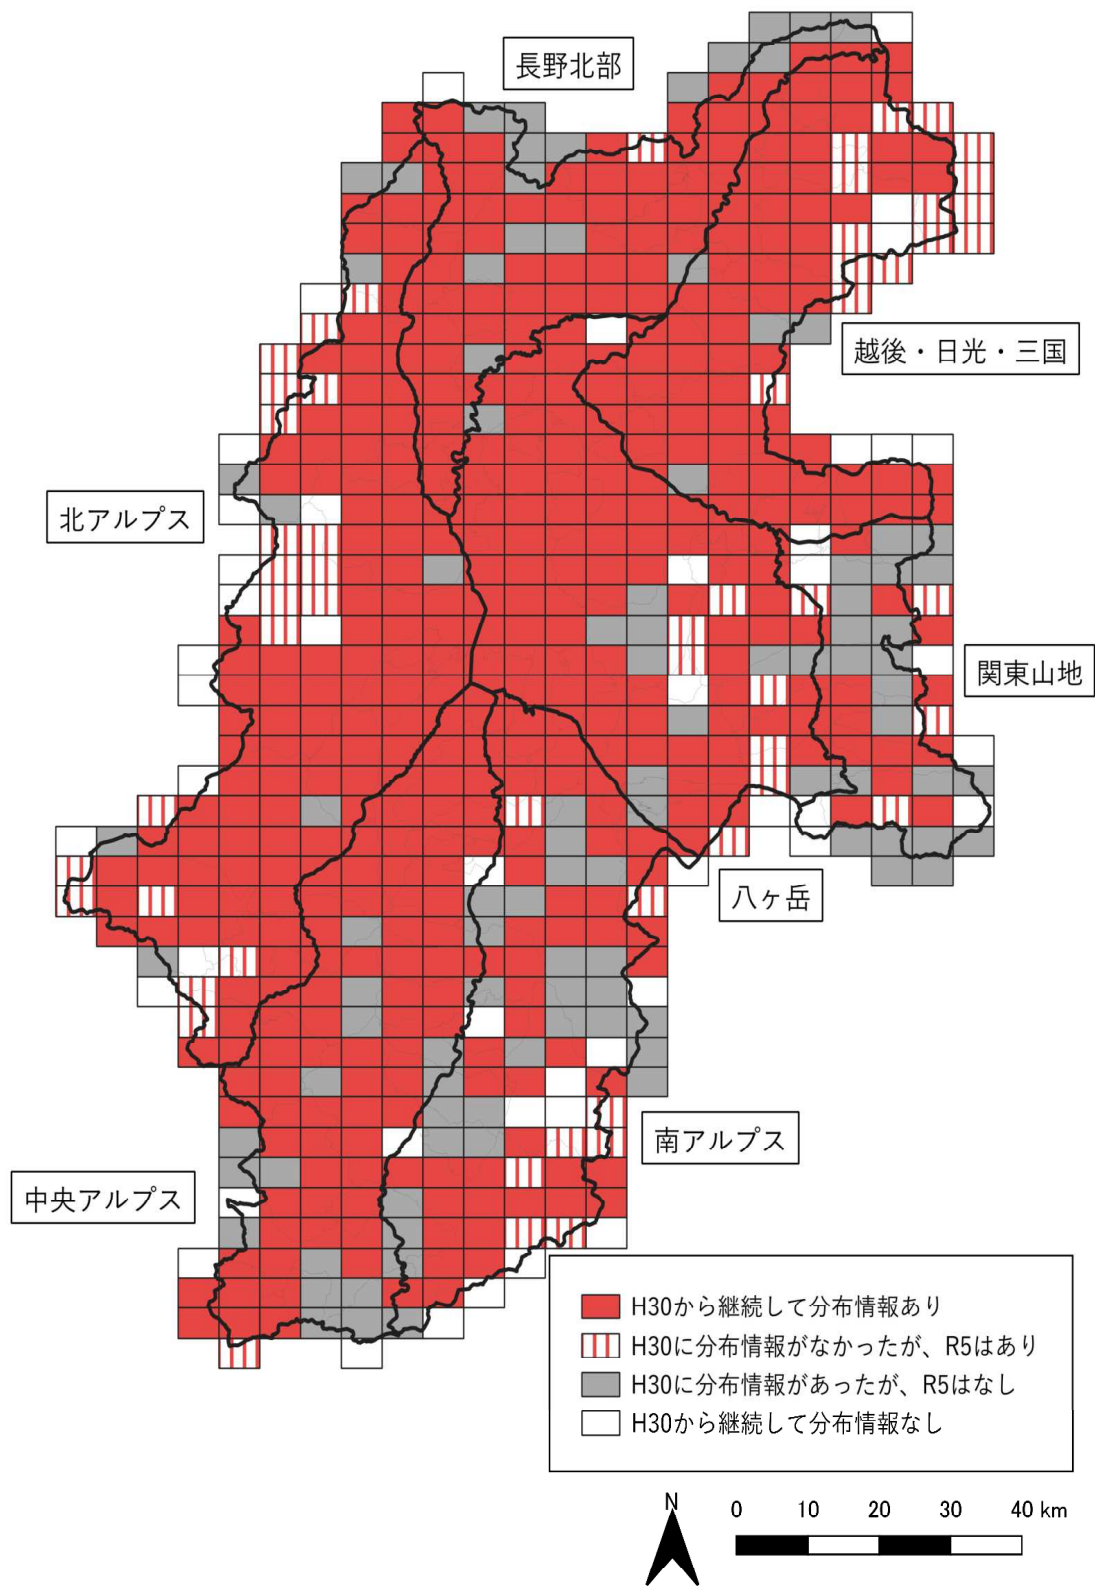 長野北部
越後・日光・三国
北アルプス
関東山地
八ヶ岳
南アルプス
中央アルプス
H30から継続して分布情報あり
H30に分布情報がなかったが、R5はあり
H30に分布情報があったが、R5はなし
H30から継続して分布情報なし
N
0 10 20 30 40 km